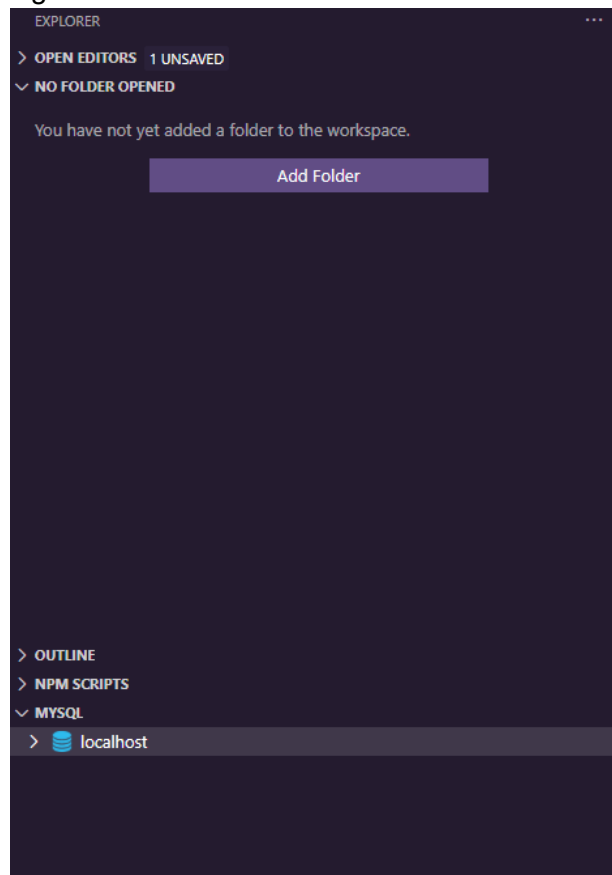 EXPLORER ...
OPEN EDITORS 1 UNSAVED
NO FOLDER OPENED
You have not yet added a folder to the workspace.
Add Folder
OUTLINE
NPM SCRIPTS
MYSQL
localhost